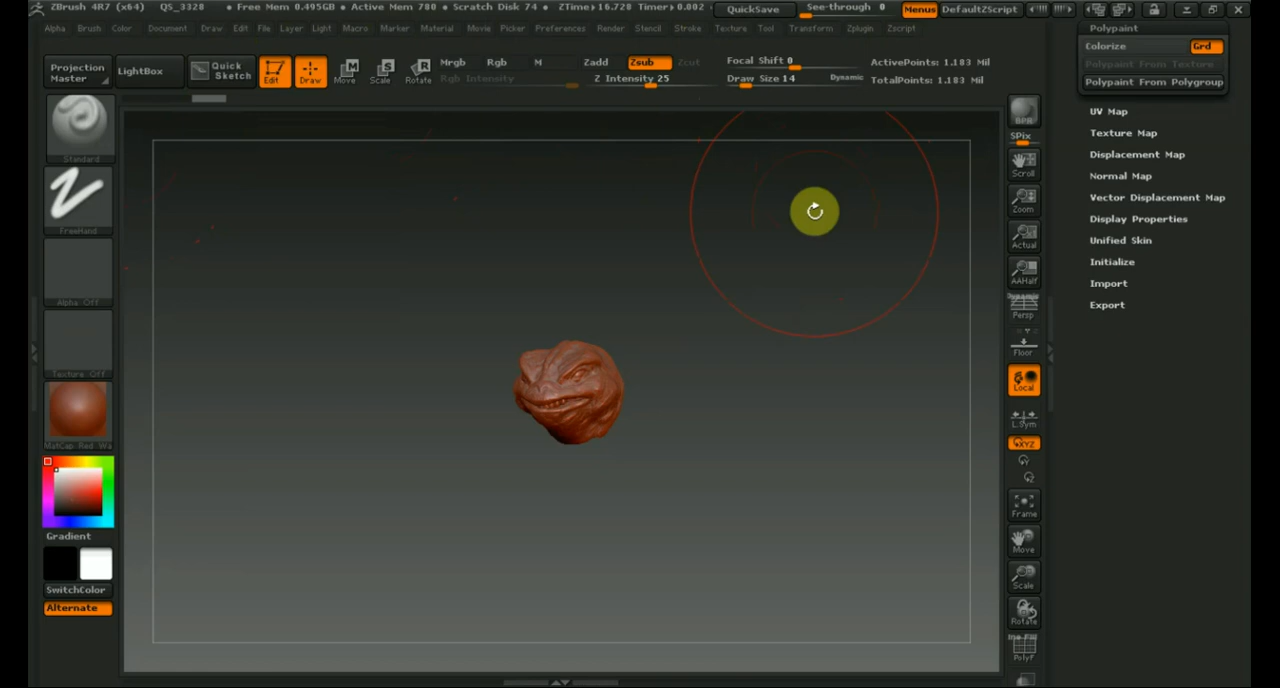 ZBrush 4R7 (x64) QS_3328 • Free Mem 0.495GB • Active Mem 780 • Scratch Disk 74 • ZTime▸16.728 Timer▸0.002 QuickSave See-through 0 Menus DefaultZScript
Alpha Brush Color Document Draw Edit File Layer Light Macro Marker Material Movie Picker Preferences Render Stencil Stroke Texture Tool Transform Zplugin Zscript
Projection Master
LightBox
Quick Sketch
Edit
Draw
Move
Scale
Rotate
Mrgb Rgb M
Rgb Intensity
Zadd Zsub Zcut
Z Intensity 25
Focal Shift 0
Draw Size 14 Dynamic
ActivePoints: 1.183 Mil
TotalPoints: 1.183 Mil
Standard
FreeHand
Alpha Off
Texture Off
MatCap Red Wa
Gradient
SwitchColor
Alternate
BPR
SPix
Scroll
Zoom
Actual
AAHalf
Dynamic
Persp
Floor
Local
L.Sym
XYZ
Frame
Move
Scale
Rotate
Line Fill
PolyF
Polypaint
Colorize Grd
Polypaint From Texture
Polypaint From Polygroup
UV Map
Texture Map
Displacement Map
Normal Map
Vector Displacement Map
Display Properties
Unified Skin
Initialize
Import
Export